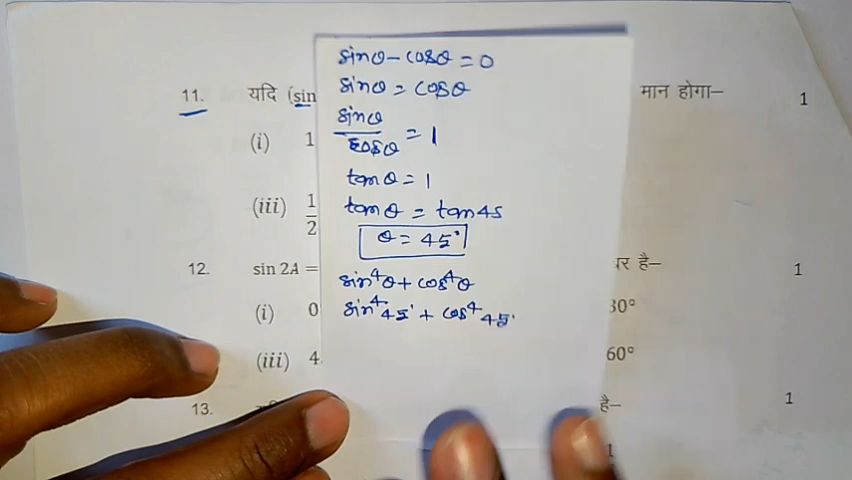 sinθ - cosθ = 0
11. यदि (sin
मान होगा– 1
sinθ = cosθ
sinθ/cosθ = 1
(i) 1
tanθ = 1
(iii) 1/2
tanθ = tan45
θ = 45°
12. sin 2A =
र है– 1
sin⁴θ + cos⁴θ
(i) 0
30°
sin⁴45° + cos⁴45°
(iii) 4
60°
13.
है– 1
1